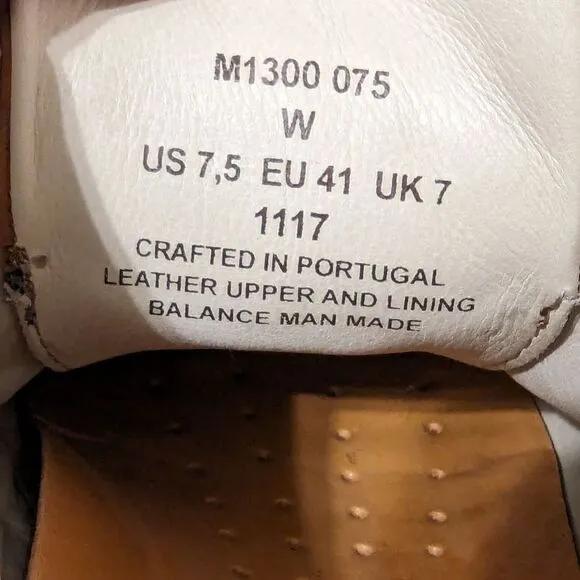 M1300 075
W
US 7,5 EU 41 UK 7
1117
CRAFTED IN PORTUGAL
LEATHER UPPER AND LINING
BALANCE MAN MADE